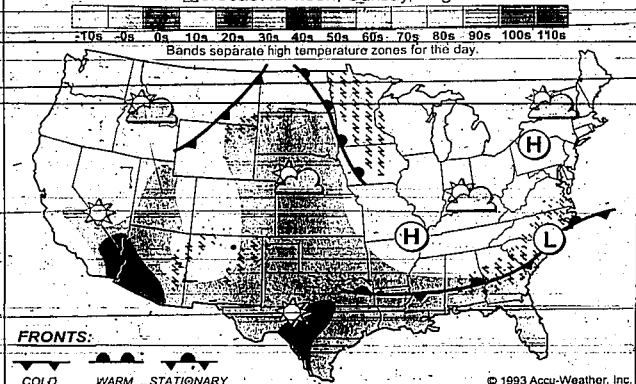 -10s -0s 0s 10s 20s 30s 40s 50s 60s 70s 80s 90s 100s 110s
Bands separate high temperature zones for the day.
H
H
L
FRONTS:
COLD WARM STATIONARY
© 1993 Accu-Weather, Inc.